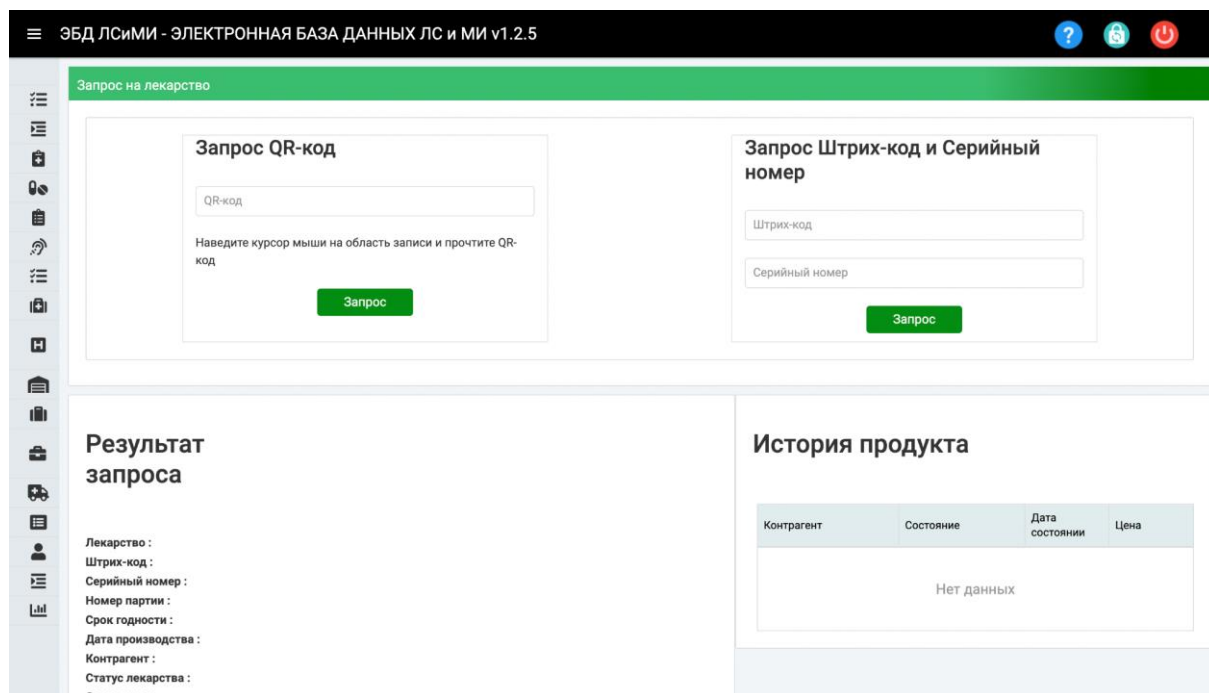 ЭБД ЛСиМИ - ЭЛЕКТРОННАЯ БАЗА ДАННЫХ ЛС и МИ v1.2.5
Запрос на лекарство
Запрос QR-код
QR-код
Наведите курсор мыши на область записи и прочтите QR-
код
Запрос
Запрос Штрих-код и Серийный
номер
Штрих-код
Серийный номер
Запрос
Результат
запроса
Лекарство :
Штрих-код :
Серийный номер :
Номер партии :
Срок годности :
Дата производства :
Контрагент :
Статус лекарства :
История продукта
Контрагент
Состояние
Дата
состоянии
Цена
Нет данных